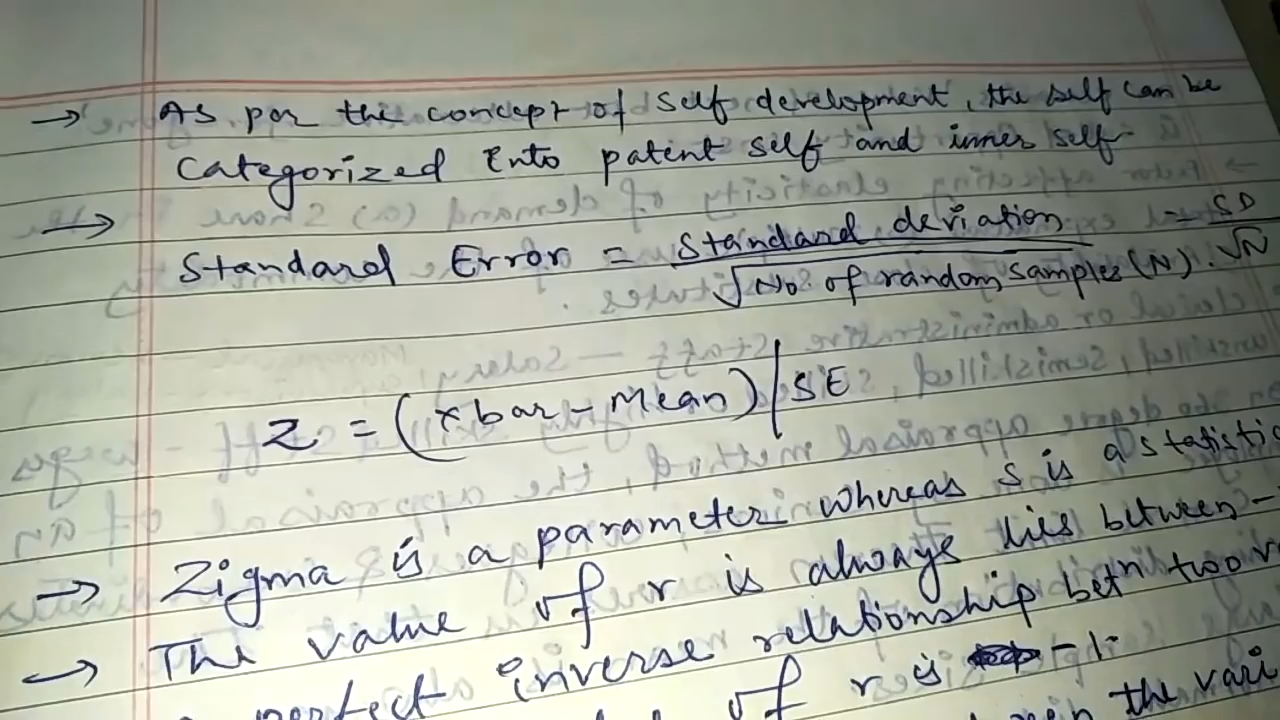 → As per the concept of self development, the self can be
categorized into patent self and inner self
→ Standard Error = Standard deviation / √No of random samples (N). = SD / √N
Z = (x bar - Mean) / SE
→ Zigma is a parameter whereas s is a statistic
→ The value of r is always lies between -
perfect inverse relationship betn two
of r is -1.
the vari